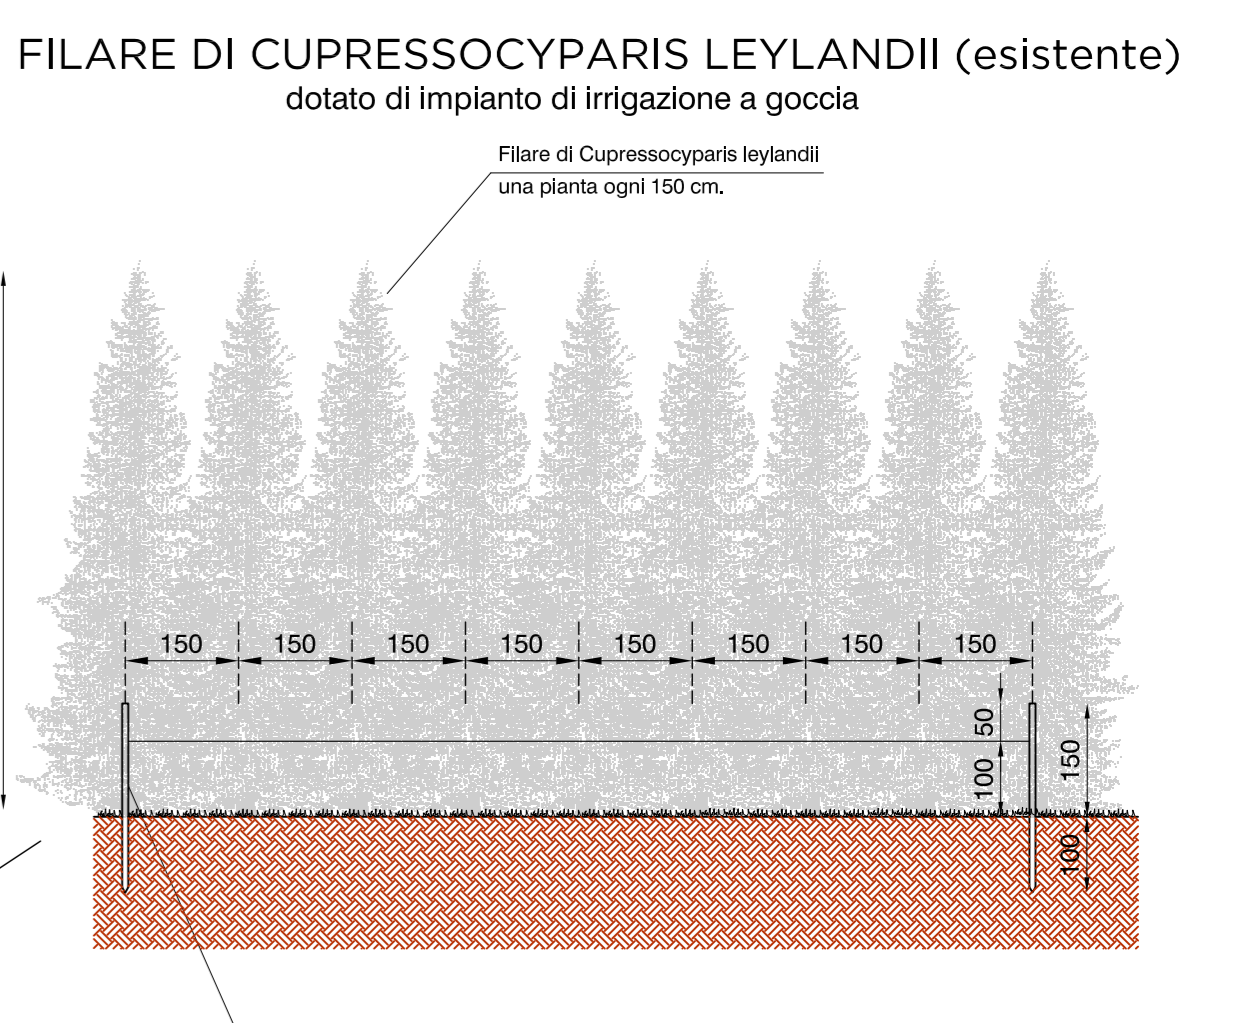 FILARE DI CUPRESSOCYPARIS LEYLANDII (esistente)
dotato di impianto di irrigazione a goccia
Filare di Cupressocyparis leylandii
una pianta ogni 150 cm.
150 150 150 150 150 150 150 150
50
100
150
100